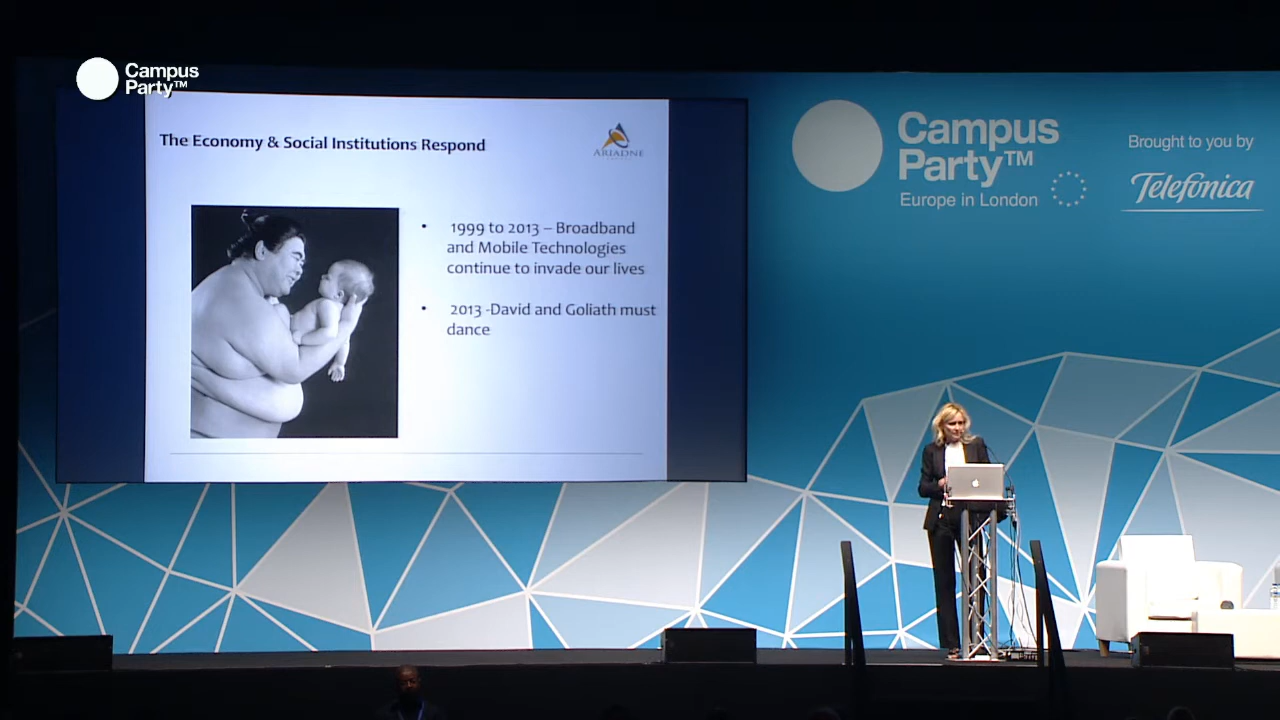 Campus
Party™
The Economy & Social Institutions Respond
ARIADNE
• 1999 to 2013 – Broadband
and Mobile Technologies
continue to invade our lives
• 2013 -David and Goliath must
dance
Campus
Party™
Europe in London
Brought to you by
Telefónica